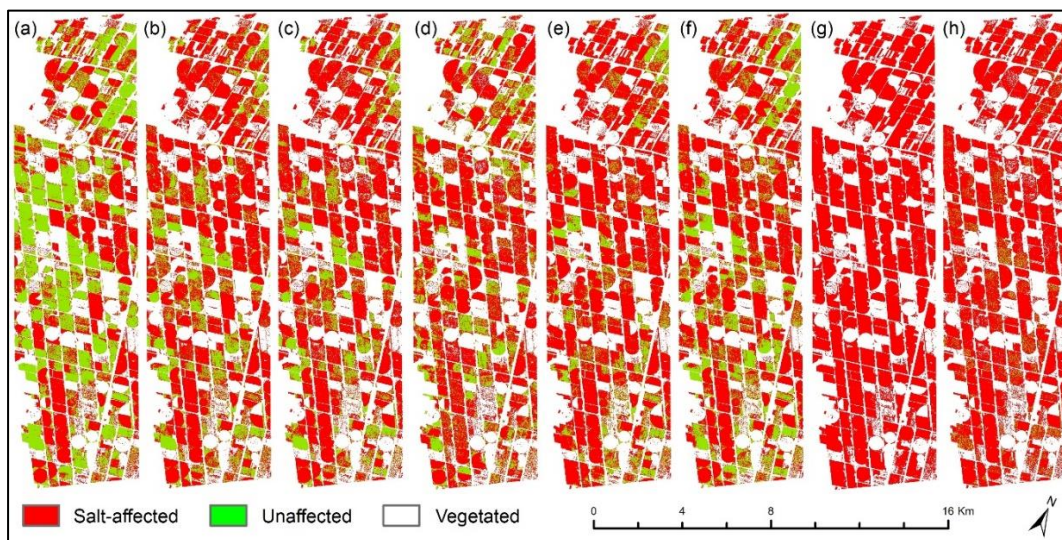 (a) (b) (c) (d) (e) (f) (g) (h)
Salt-affected Unaffected Vegetated
0 4 8 16 Km
N